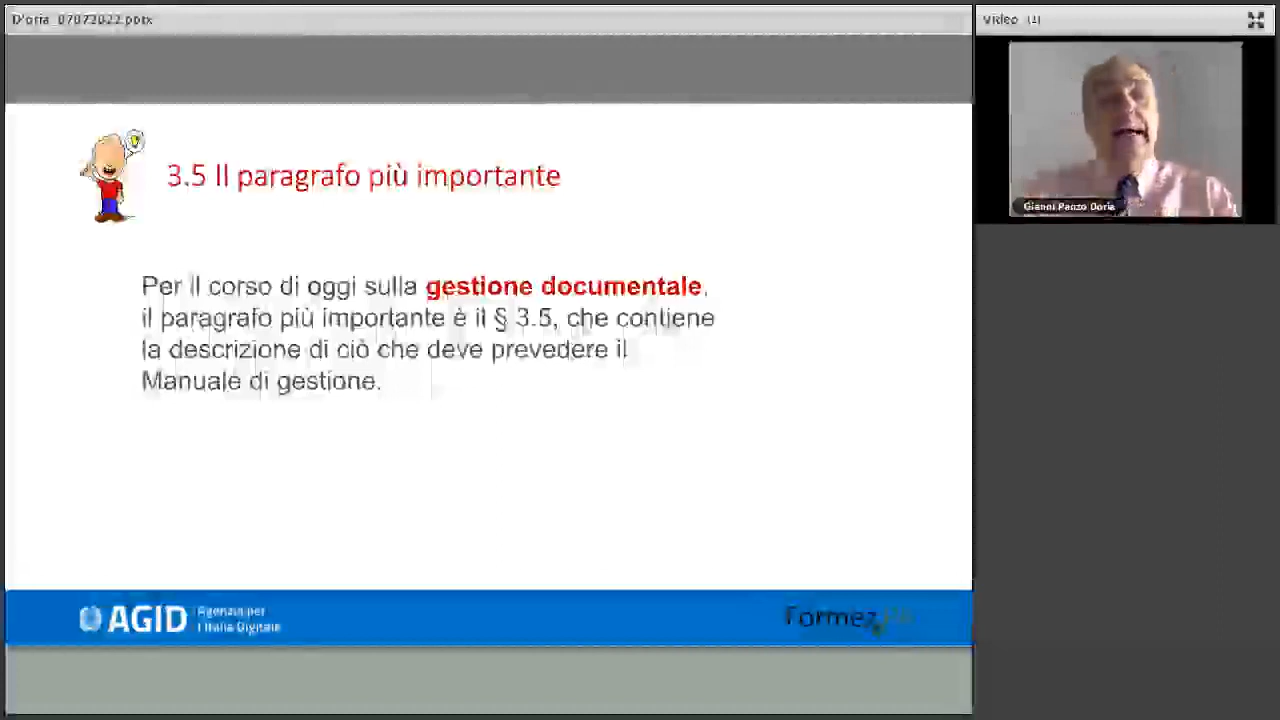 D'oria_07072022.pptx
Video (1)
3.5 Il paragrafo più importante
Gianni Penzo Doria
Per il corso di oggi sulla gestione documentale,
il paragrafo più importante è il § 3.5, che contiene
la descrizione di ciò che deve prevedere il
Manuale di gestione.
AGID
Agenzia per
l'Italia Digitale
Formez